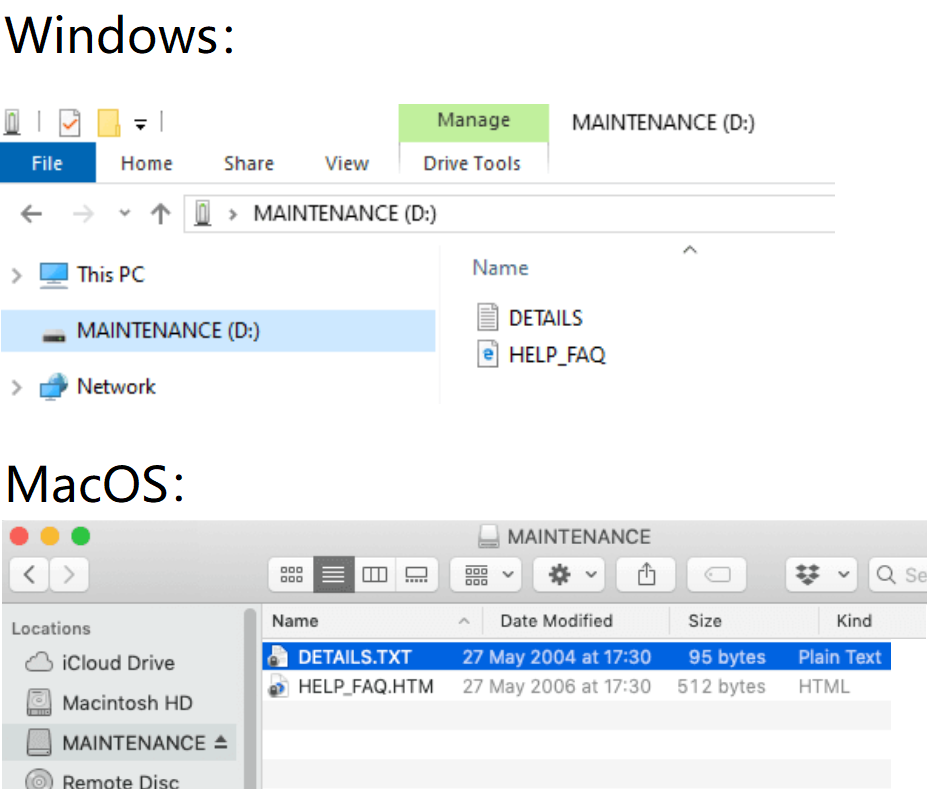 Windows:
Manage MAINTENANCE (D:)
File Home Share View Drive Tools
MAINTENANCE (D:)
This PC
Name
MAINTENANCE (D:)
DETAILS
HELP_FAQ
Network
MacOS:
MAINTENANCE
Se
Name Date Modified Size Kind
Locations
DETAILS.TXT 27 May 2004 at 17:30 95 bytes Plain Text
iCloud Drive
HELP_FAQ.HTM 27 May 2006 at 17:30 512 bytes HTML
Macintosh HD
MAINTENANCE
Remote Disc